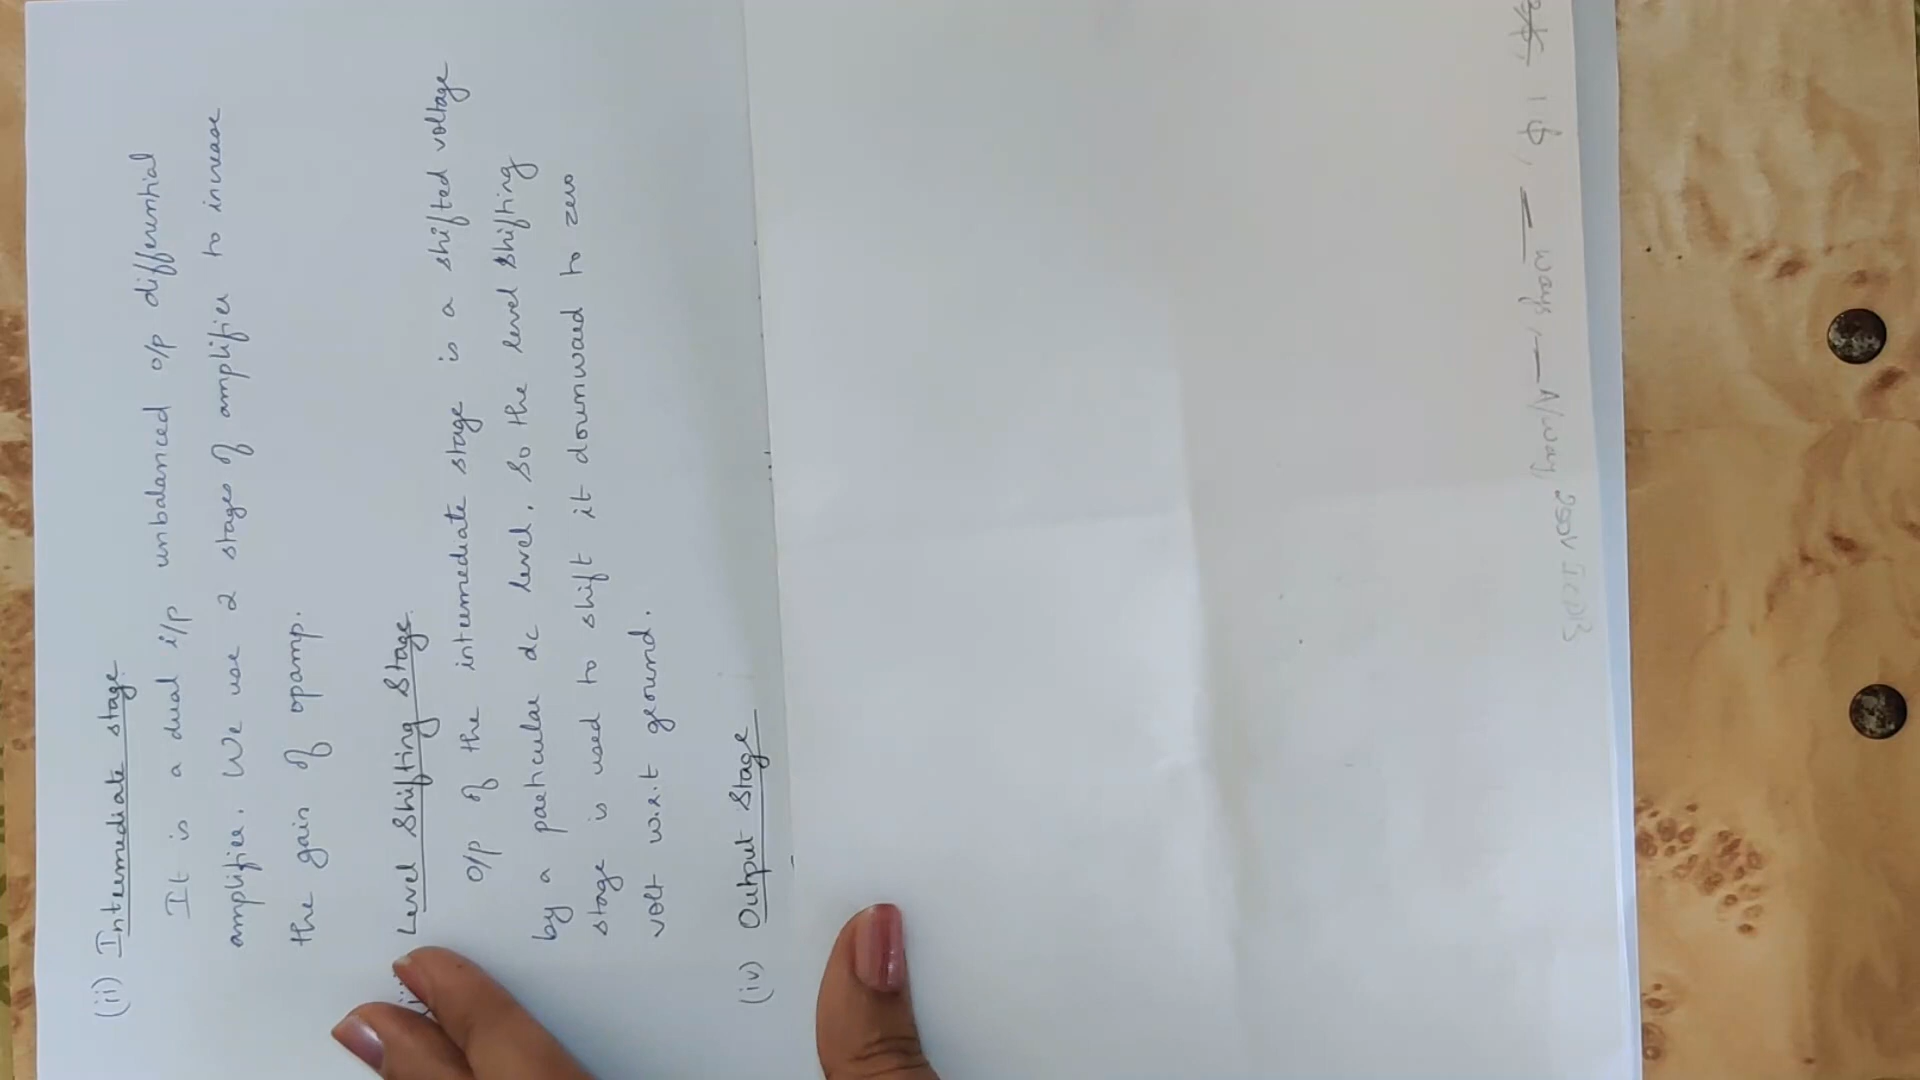 (ii) Intermediate stage
It is a dual i/p unbalanced o/p differential
amplifier. We use 2 stages of amplifier to increase
the gain of opamp.
Level Shifting Stage
o/p of the intermediate stage is a shifted voltage
by a particular dc level. So the level shifting
stage is used to shift it downward to zero
volt w.r.t ground.
(iv) Output Stage